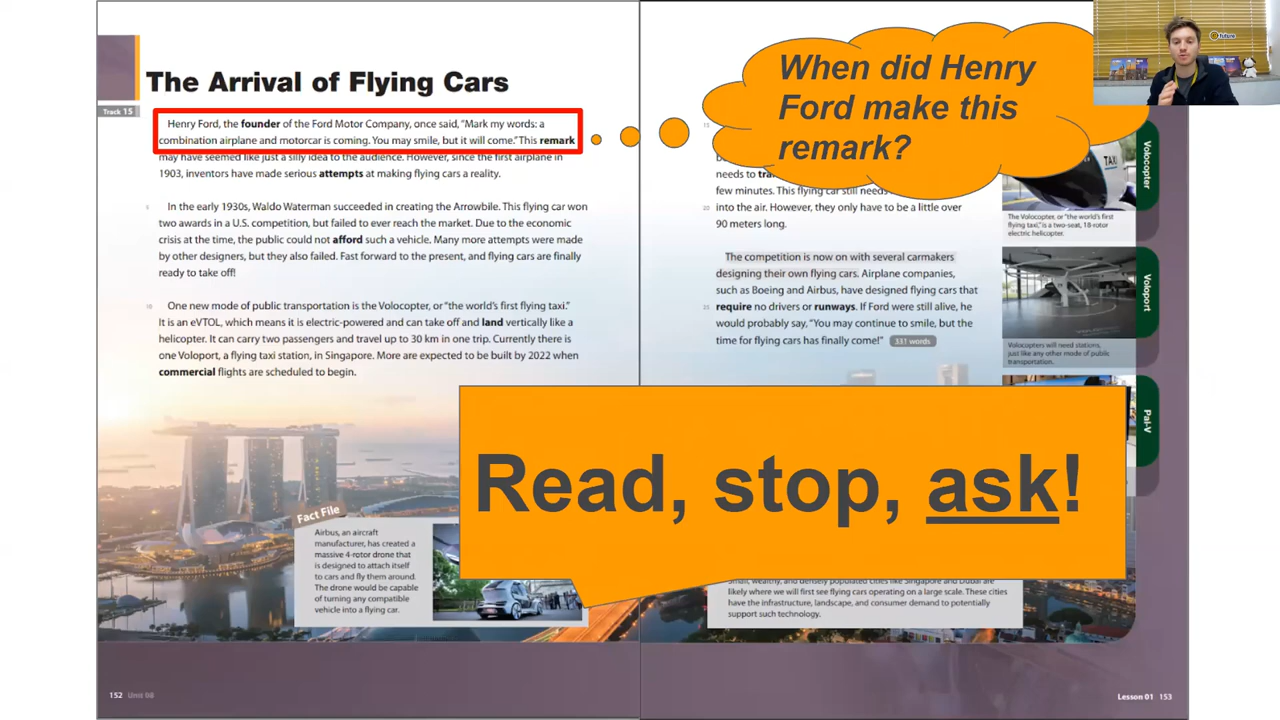 The Arrival of Flying Cars
Track 15
Henry Ford, the founder of the Ford Motor Company, once said, "Mark my words: a
combination airplane and motorcar is coming. You may smile, but it will come." This remark
may have seemed like just a silly idea to the audience. However, since the first airplane in
1903, inventors have made serious attempts at making flying cars a reality.
5
In the early 1930s, Waldo Waterman succeeded in creating the Arrowbile. This flying car won
two awards in a U.S. competition, but failed to ever reach the market. Due to the economic
crisis at the time, the public could not afford such a vehicle. Many more attempts were made
by other designers, but they also failed. Fast forward to the present, and flying cars are finally
ready to take off!
10
One new mode of public transportation is the Volocopter, or "the world's first flying taxi."
It is an eVTOL, which means it is electric-powered and can take off and land vertically like a
helicopter. It can carry two passengers and travel up to 30 km in one trip. Currently there is
one Voloport, a flying taxi station, in Singapore. More are expected to be built by 2022 when
commercial flights are scheduled to begin.
Fact File
Airbus, an aircraft
manufacturer, has created a
massive 4-rotor drone that
is designed to attach itself
to cars and fly them around.
The drone would be capable
of turning any compatible
vehicle into a flying car.
152 Unit 08
When did Henry
Ford make this
remark?
15
needs to
few minutes. This flying car still needs
20
into the air. However, they only have to be a little over
90 meters long.
The competition is now on with several carmakers
designing their own flying cars. Airplane companies,
such as Boeing and Airbus, have designed flying cars that
25
require no drivers or runways. If Ford were still alive, he
would probably say, "You may continue to smile, but the
time for flying cars has finally come!" 331 words
Read, stop, ask!
Small, wealthy, and densely populated cities like Singapore and Dubai are
likely where we will first see flying cars operating on a large scale. These cities
have the infrastructure, landscape, and consumer demand to potentially
support such technology.
TAXI
Volocopter
The Volocopter, or "the world's first
flying taxi," is a two-seat, 18-rotor
electric helicopter.
Voloport
Volocopters will need stations,
just like any other mode of public
transportation.
Pal-V
Lesson 01 153
future